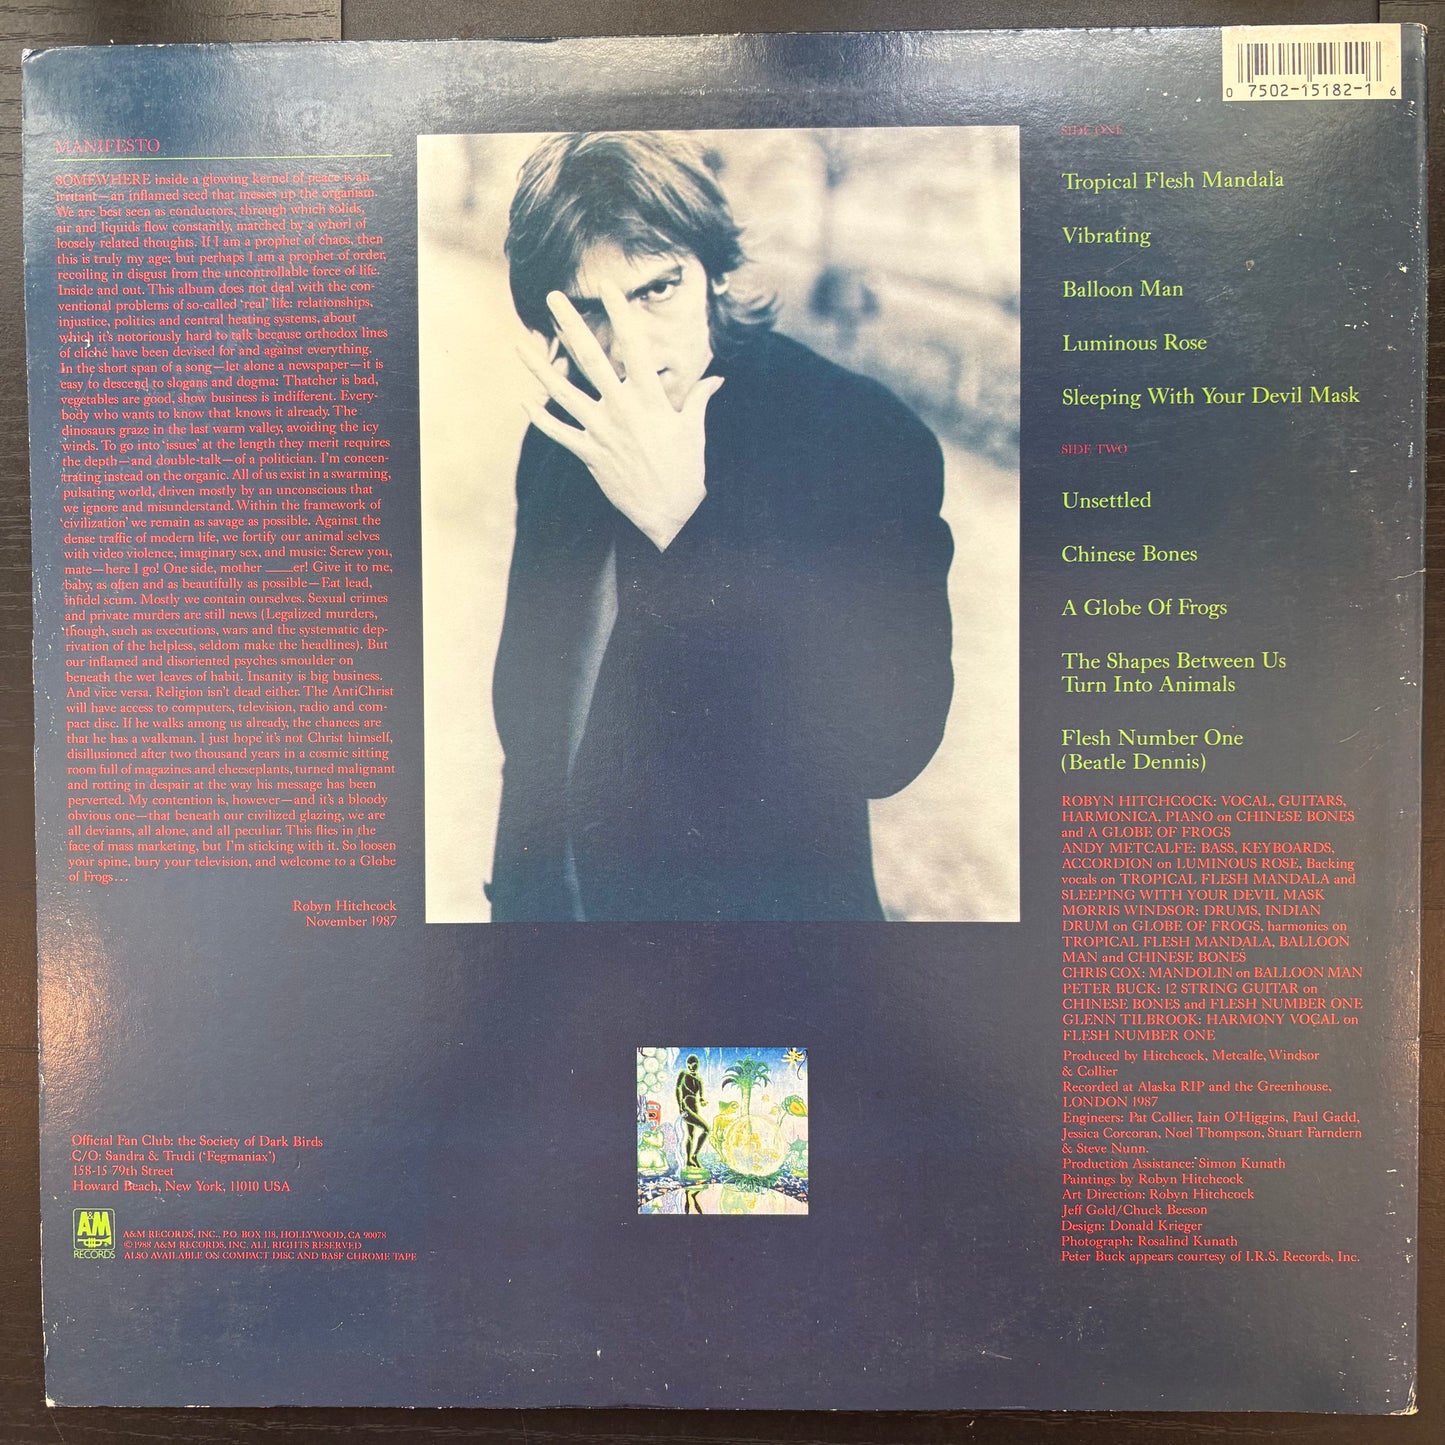 0 7502-15182-1 6
MANIFESTO
SOMEWHERE inside a glowing kernel of peace is an
irritant—an inflamed seed that messes up the organism.
We are best seen as conductors, through which solids,
air and liquids flow constantly, marched by a whorl of
loosely related thoughts. If I am a prophet of chaos, then
this is truly my age; but perhaps I am a prophet of order,
recoiling in disgust from the uncontrollable force of life.
Inside and out. This album does not deal with the con-
ventional problems of so-called 'real' life: relationships,
injustice, politics and central heating systems, about
which it's notoriously hard to talk because orthodox lines
of cliché have been devised for and against everything.
In the short span of a song—let alone a newspaper—it is
easy to descend to slogans and dogma: Thatcher is bad,
vegetables are good, show business is indifferent. Every-
body who wants to know that knows it already. The
dinosaurs graze in the last warm valley, avoiding the icy
winds. To go into 'issues' at the length they merit requires
the depth—and double-talk—of a politician. I'm concen-
trating instead on the organic. All of us exist in a swarming,
pulsating world, driven mostly by an unconscious that
we ignore and misunderstand. Within the framework of
'civilization' we remain as savage as possible. Against the
dense traffic of modern life, we fortify our animal selves
with video violence, imaginary sex, and music: Screw you,
mate—here I go! One side, mother ____er! Give it to me,
baby, as often and as beautifully as possible—Eat lead,
infidel scum. Mostly we contain ourselves. Sexual crimes
and private murders are still news (Legalized murders,
though, such as executions, wars and the systematic dep-
rivation of the helpless, seldom make the headlines). But
our inflamed and disoriented psyches smoulder on
beneath the wet leaves of habit. Insanity is big business.
And vice versa. Religion isn't dead either. The AntiChrist
will have access to computers, television, radio and com-
pact disc. If he walks among us already, the chances are
that he has a walkman. I just hope it's not Christ himself,
disillusioned after two thousand years in a cosmic sitting
room full of magazines and cheeseplants, turned malignant
and rotting in despair at the way his message has been
perverted. My contention is, however—and it's a bloody
obvious one—that beneath our civilized glazing, we are
all deviants, all alone, and all peculiar. This flies in the
face of mass marketing, but I'm sticking with it. So loosen
your spine, bury your television, and welcome to a Globe
of Frogs...
Robyn Hitchcock
November 1987
SIDE ONE
Tropical Flesh Mandala
Vibrating
Balloon Man
Luminous Rose
Sleeping With Your Devil Mask
SIDE TWO
Unsettled
Chinese Bones
A Globe Of Frogs
The Shapes Between Us
Turn Into Animals
Flesh Number One
(Beatle Dennis)
ROBYN HITCHCOCK: VOCAL, GUITARS,
HARMONICA, PIANO on CHINESE BONES
and A GLOBE OF FROGS
ANDY METCALFE: BASS, KEYBOARDS,
ACCORDION on LUMINOUS ROSE, Backing
vocals on TROPICAL FLESH MANDALA and
SLEEPING WITH YOUR DEVIL MASK
MORRIS WINDSOR: DRUMS, INDIAN
DRUM on GLOBE OF FROGS, harmonies on
TROPICAL FLESH MANDALA, BALLOON
MAN and CHINESE BONES
CHRIS COX: MANDOLIN on BALLOON MAN
PETER BUCK: 12 STRING GUITAR on
CHINESE BONES and FLESH NUMBER ONE
GLENN TILBROOK: HARMONY VOCAL on
FLESH NUMBER ONE
Produced by Hitchcock, Metcalfe, Windsor
& Collier
Recorded at Alaska RIP and the Greenhouse,
LONDON 1987
Engineers: Pat Collier, Iain O'Higgins, Paul Gadd,
Jessica Corcoran, Noel Thompson, Stuart Farndern
& Steve Nunn.
Production Assistance: Simon Kunath
Paintings by Robyn Hitchcock
Art Direction: Robyn Hitchcock
Jeff Gold/Chuck Beeson
Design: Donald Krieger
Photograph: Rosalind Kunath
Peter Buck appears courtesy of I.R.S. Records, Inc.
Official Fan Club: the Society of Dark Birds
C/O: Sandra & Trudi ('Fegmaniax')
158-15 79th Street
Howard Beach, New York, 11010 USA
A&M
RECORDS
A&M RECORDS, INC., P.O. BOX 118, HOLLYWOOD, CA 90078
©1988 A&M RECORDS, INC. ALL RIGHTS RESERVED
ALSO AVAILABLE ON COMPACT DISC AND BASF CHROME TAPE